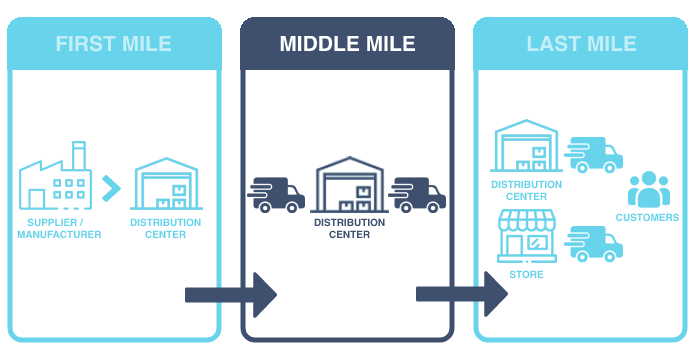 FIRST MILE
SUPPLIER /
MANUFACTURER
DISTRIBUTION
CENTER
MIDDLE MILE
DISTRIBUTION
CENTER
LAST MILE
DISTRIBUTION
CENTER
CUSTOMERS
STORE